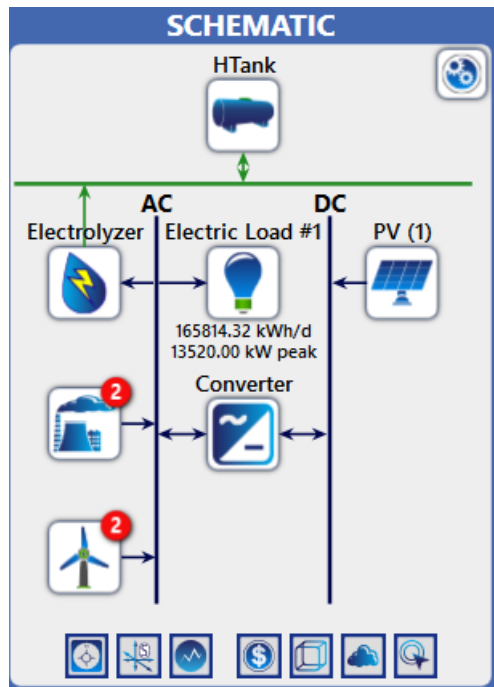 SCHEMATIC
HTank
AC
DC
Electrolyzer
Electric Load #1
PV (1)
165814.32 kWh/d
13520.00 kW peak
Converter
2
2